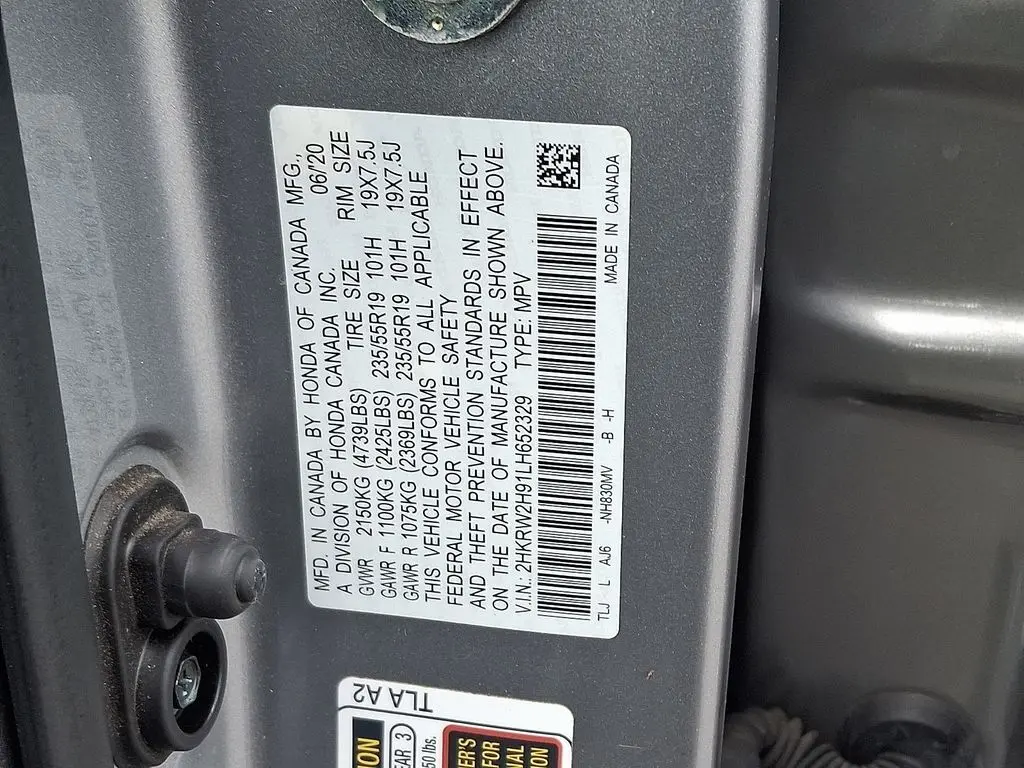 MFD. IN CANADA BY HONDA OF CANADA MFG.,
A DIVISION OF HONDA CANADA INC. 06/'20
GVWR 2150KG (4739LBS) TIRE SIZE RIM SIZE
GAWR F 1100KG (2425LBS) 235/55R19 101H 19X7.5J
GAWR R 1075KG (2369LBS) 235/55R19 101H 19X7.5J
THIS VEHICLE CONFORMS TO ALL APPLICABLE
FEDERAL MOTOR VEHICLE SAFETY
AND THEFT PREVENTION STANDARDS IN EFFECT
ON THE DATE OF MANUFACTURE SHOWN ABOVE.
V.I.N.: 2HKRW2H91LH652329 TYPE: MPV
TLJ - L AJ6 -NH830MV -B -H MADE IN CANADA
TLA A2